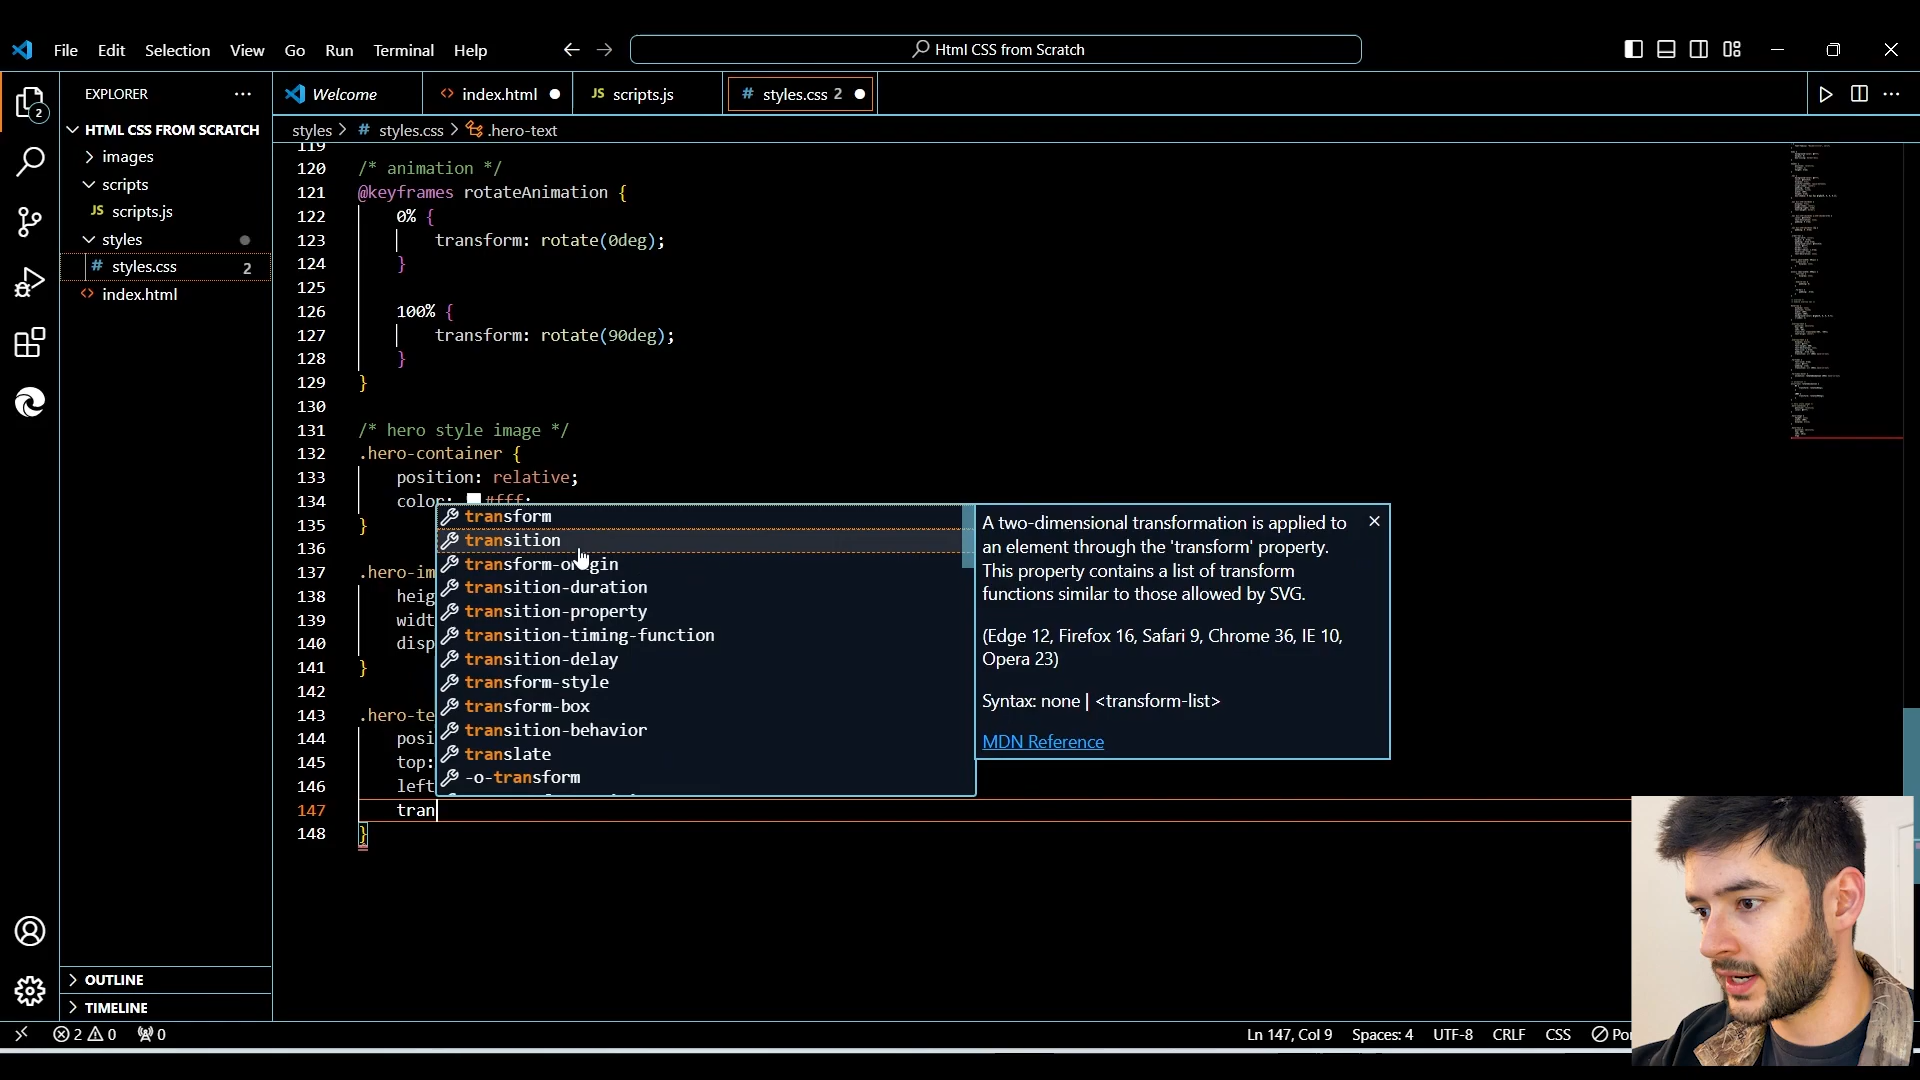 File Edit Selection View Go Run Terminal Help
Html CSS from Scratch
EXPLORER
Welcome
index.html
JS scripts.js
# styles.css 2
2
HTML CSS FROM SCRATCH
images
scripts
JS scripts.js
styles
# styles.css 2
index.html
styles > # styles.css > .hero-text
119
120 /* animation */
121 @keyframes rotateAnimation {
122 0% {
123 transform: rotate(0deg);
124 }
125
126 100% {
127 transform: rotate(90deg);
128 }
129 }
130
131 /* hero style image */
132 .hero-container {
133 position: relative;
134 color: #fff;
135 }
136
137 .hero-im
138 heig
139 widt
140 disp
141 }
142
143 .hero-te
144 posi
145 top:
146 left
147 tran
148 }
transform
transition
transform-origin
transition-duration
transition-property
transition-timing-function
transition-delay
transform-style
transform-box
transition-behavior
translate
-o-transform
A two-dimensional transformation is applied to
an element through the 'transform' property.
This property contains a list of transform
functions similar to those allowed by SVG.
(Edge 12, Firefox 16, Safari 9, Chrome 36, IE 10,
Opera 23)
Syntax: none | <transform-list>
MDN Reference
OUTLINE
TIMELINE
2 0 0
Ln 147, Col 9 Spaces: 4 UTF-8 CRLF CSS Po